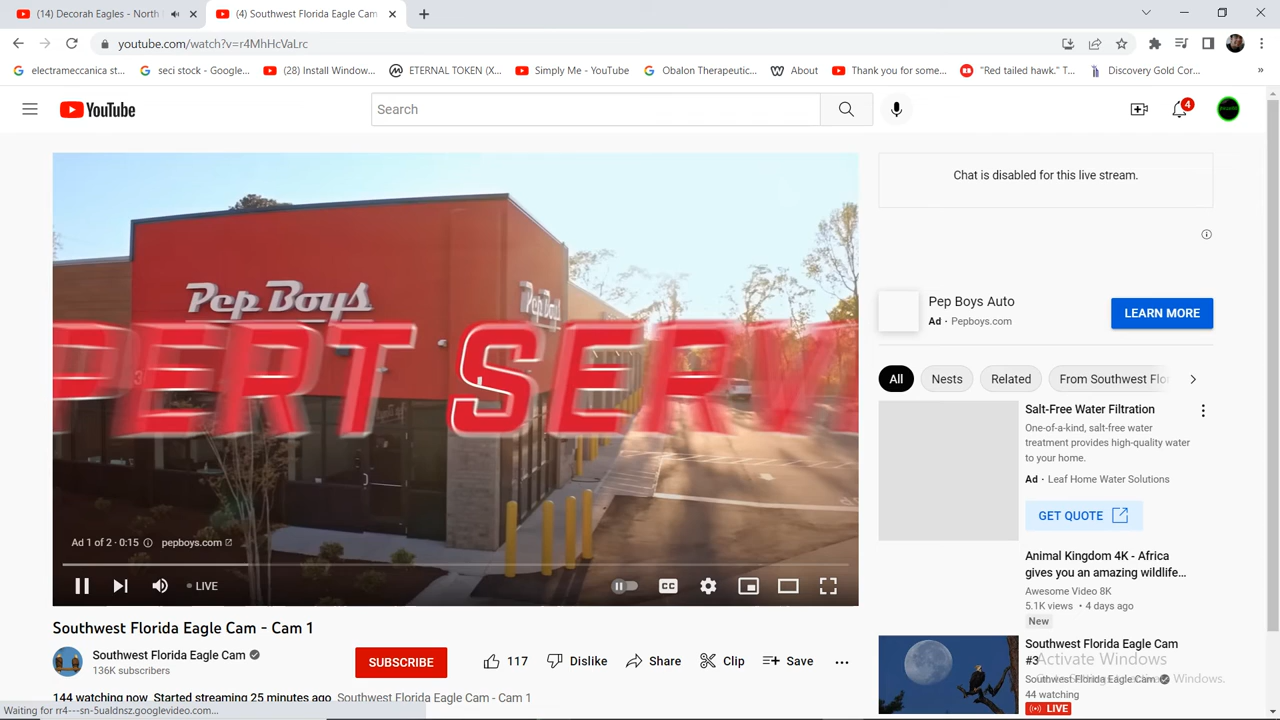 (14) Decorah Eagles - North
(4) Southwest Florida Eagle Cam
youtube.com/watch?v=r4MhHcVaLrc
electrameccanica st...
seci stock - Google...
(28) Install Window...
ETERNAL TOKEN (X...
Simply Me - YouTube
Obalon Therapeutic...
About
Thank you for some...
"Red tailed hawk." T...
Discovery Gold Cor...
YouTube
Search
4
Chat is disabled for this live stream.
Pep Boys
Pep Boys
PERT SERV
Pep Boys Auto
Ad · Pepboys.com
LEARN MORE
All
Nests
Related
From Southwest Flor
Salt-Free Water Filtration
One-of-a-kind, salt-free water
treatment provides high-quality water
to your home.
Ad · Leaf Home Water Solutions
GET QUOTE
Ad 1 of 2 · 0:15
pepboys.com
LIVE
CC
Animal Kingdom 4K - Africa
gives you an amazing wildlife...
Awesome Video 8K
5.1K views • 4 days ago
New
Southwest Florida Eagle Cam - Cam 1
Southwest Florida Eagle Cam
136K subscribers
SUBSCRIBE
117
Dislike
Share
Clip
Save
Southwest Florida Eagle Cam
#3
Southwest Florida Eagle Cam
44 watching
LIVE
Activate Windows
Windows.
144 watching now Started streaming 25 minutes ago Southwest Florida Eagle Cam - Cam 1
Waiting for rr4---sn-5ualdnsz.googlevideo.com...